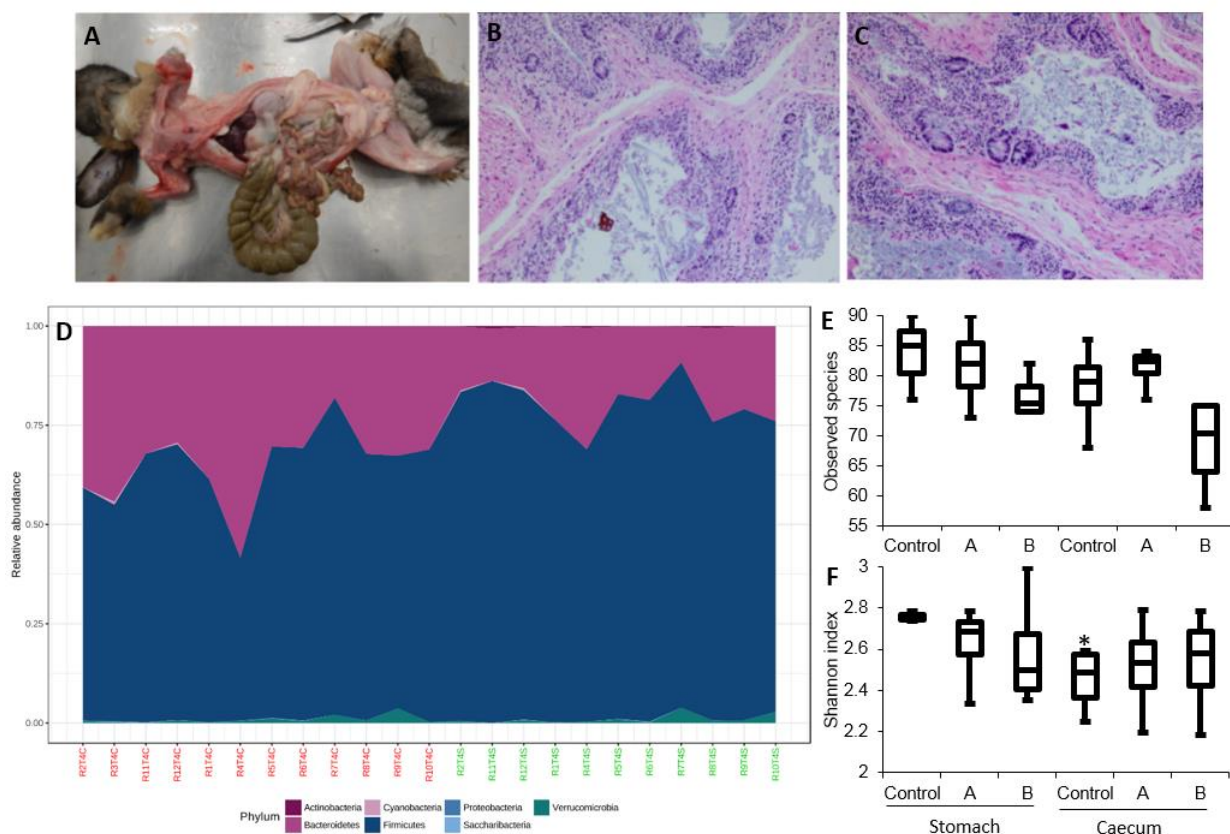 A
B
C
D
1.00
0.75
0.50
0.25
0.00
Relative abundance
R2T4C
R3T4C
R11T4C
R12T4C
R1T4C
R4T4C
R5T4C
R6T4C
R7T4C
R8T4C
R9T4C
R10T4C
R2T4S
R11T4S
R12T4S
R1T4S
R4T4S
R5T4S
R6T4S
R7T4S
R8T4S
R9T4S
R10T4S
Phylum
Actinobacteria Cyanobacteria Proteobacteria Verrucomicrobia
Bacteroidetes Firmicutes Saccharibacteria
E
Observed species
90
85
80
75
70
65
60
55
Control A B Control A B
F
Shannon index
3
2.8
2.6
2.4
2.2
2
*
Control A B Control A B
Stomach Caecum